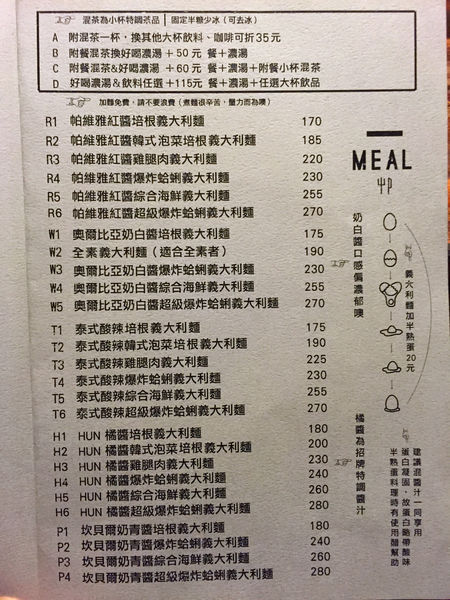 混茶為小杯特調茶品 | 固定半糖少冰（可去冰）
A 附混茶一杯，換其他大杯飲料、咖啡可折35元
B 附餐混茶換好喝濃湯 +50元 餐+濃湯
C 附餐混茶&好喝濃湯 +60元 餐+濃湯+附餐小杯混茶
D 好喝濃湯&飲料任選 +115元 餐+濃湯+任選大杯飲品
加麵免費，請不要浪費（煮麵很辛苦，量力而為噢）
R1 帕維雅紅醬培根義大利麵 170
R2 帕維雅紅醬韓式泡菜培根義大利麵 185
R3 帕維雅紅醬雞腿肉義大利麵 220
R4 帕維雅紅醬爆炸蛤蜊義大利麵 230
R5 帕維雅紅醬綜合海鮮義大利麵 255
R6 帕維雅紅醬超級爆炸蛤蜊義大利麵 270
W1 奧爾比亞奶白醬培根義大利麵 175
W2 全素義大利麵（適合全素者） 190
W3 奧爾比亞奶白醬爆炸蛤蜊義大利麵 230
W4 奧爾比亞奶白醬綜合海鮮義大利麵 255
W5 奧爾比亞奶白醬超級爆炸蛤蜊義大利麵 270
T1 泰式酸辣培根義大利麵 175
T2 泰式酸辣韓式泡菜培根義大利麵 190
T3 泰式酸辣雞腿肉義大利麵 225
T4 泰式酸辣爆炸蛤蜊義大利麵 230
T5 泰式酸辣綜合海鮮義大利麵 255
T6 泰式酸辣超級爆炸蛤蜊義大利麵 270
H1 HUN 橘醬培根義大利麵 180
H2 HUN 橘醬韓式泡菜培根義大利麵 200
H3 HUN 橘醬雞腿肉義大利麵 230
H4 HUN 橘醬爆炸蛤蜊義大利麵 240
H5 HUN 橘醬綜合海鮮義大利麵 260
H6 HUN 橘醬超級爆炸蛤蜊義大利麵 280
P1 坎貝爾奶青醬培根義大利麵 180
P2 坎貝爾奶青醬爆炸蛤蜊義大利麵 240
P3 坎貝爾奶青醬綜合海鮮義大利麵 260
P4 坎貝爾奶青醬超級爆炸蛤蜊義大利麵 280
MEAL
奶白醬口感偏濃郁噢
義大利麵加半熟蛋20元
橘醬為招牌特調醬汁
建議混醬汁一同享用
蛋白凝固，故蛋白略帶酸味
半熟蛋料理時有使用醋幫助